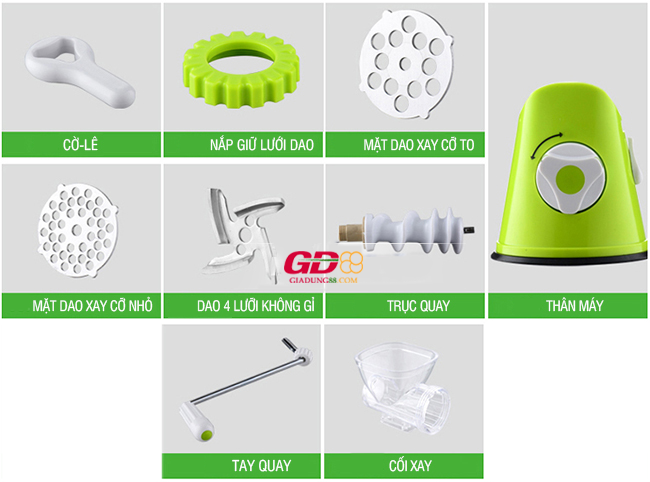 CỜ-LÊ
NẮP GIỮ LƯỚI DAO
MẶT DAO XAY CỠ TO
MẶT DAO XAY CỠ NHỎ
DAO 4 LƯỠI KHÔNG GỈ
TRỤC QUAY
THÂN MÁY
GD88
GIADUNG88.COM
TAY QUAY
CỐI XAY